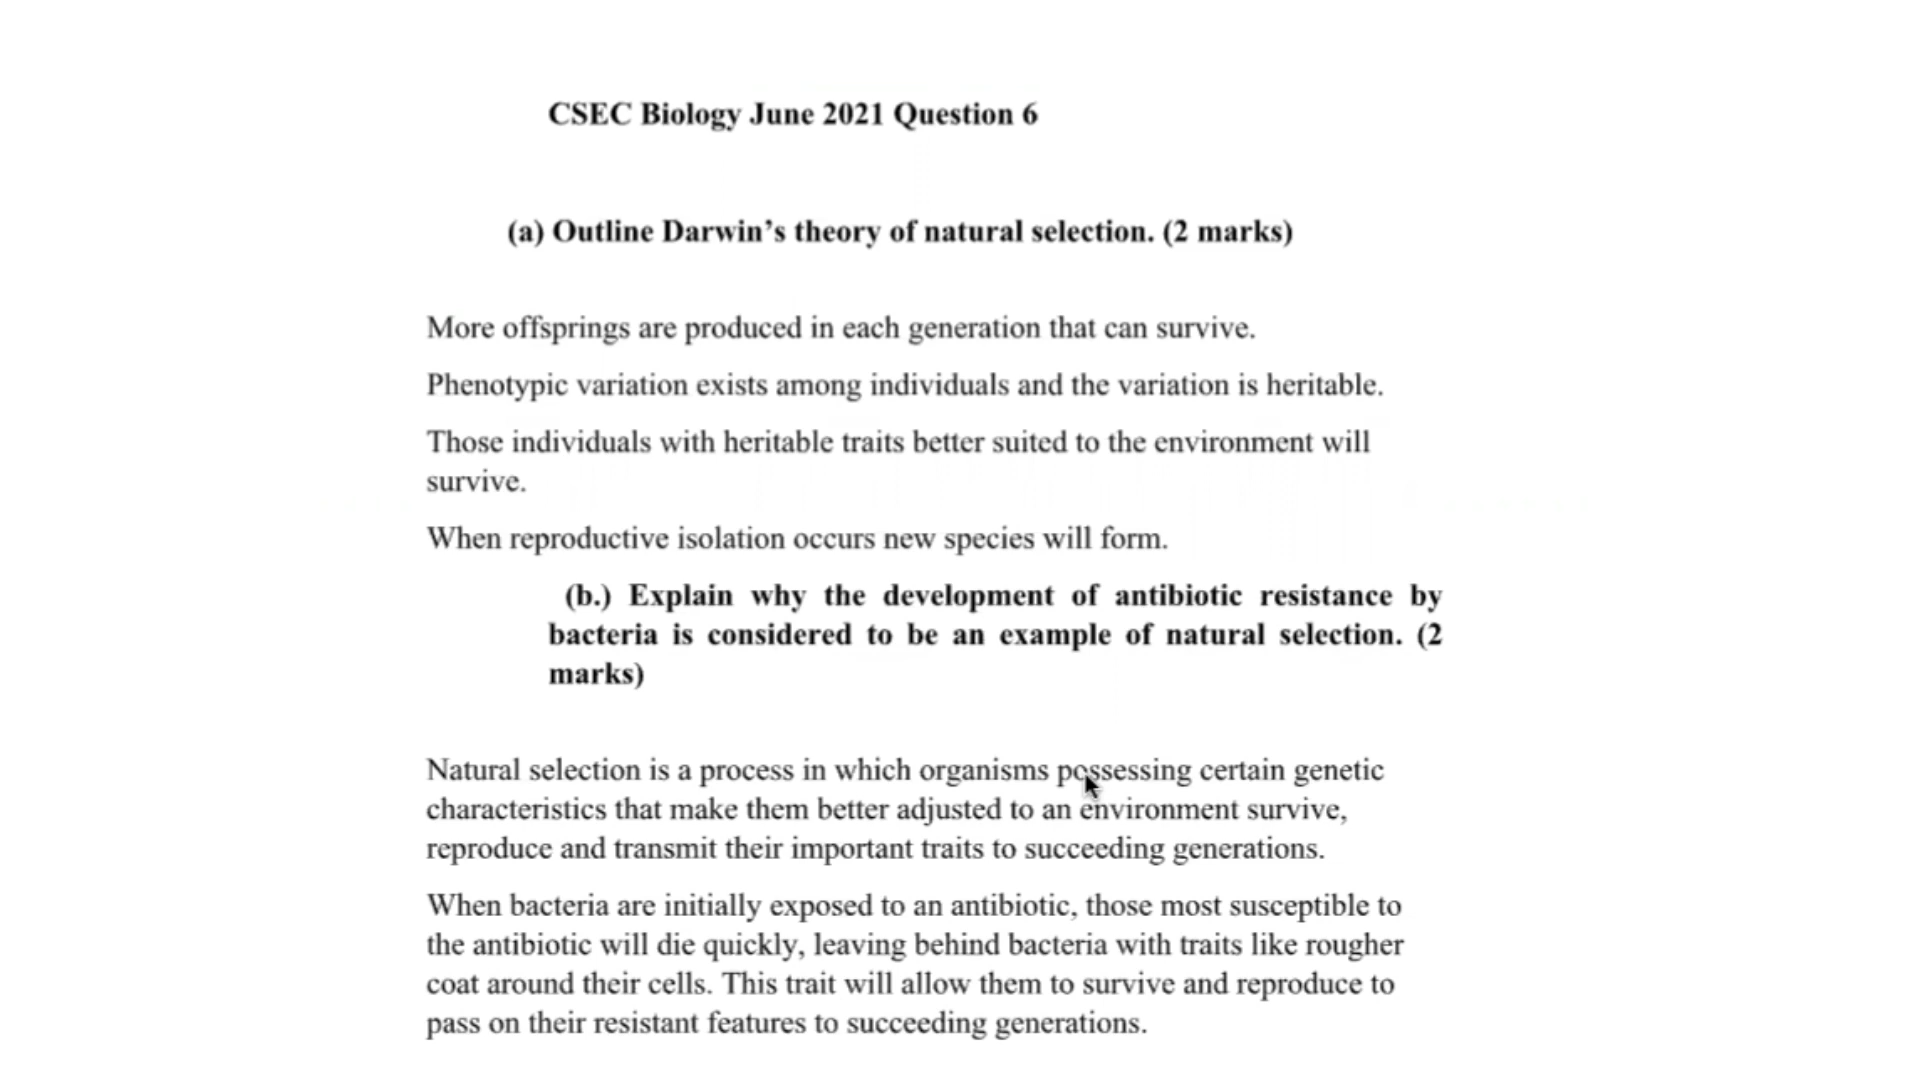 CSEC Biology June 2021 Question 6
(a) Outline Darwin’s theory of natural selection. (2 marks)
More offsprings are produced in each generation that can survive.
Phenotypic variation exists among individuals and the variation is heritable.
Those individuals with heritable traits better suited to the environment will
survive.
When reproductive isolation occurs new species will form.
(b.) Explain why the development of antibiotic resistance by
bacteria is considered to be an example of natural selection. (2
marks)
Natural selection is a process in which organisms possessing certain genetic
characteristics that make them better adjusted to an environment survive,
reproduce and transmit their important traits to succeeding generations.
When bacteria are initially exposed to an antibiotic, those most susceptible to
the antibiotic will die quickly, leaving behind bacteria with traits like rougher
coat around their cells. This trait will allow them to survive and reproduce to
pass on their resistant features to succeeding generations.